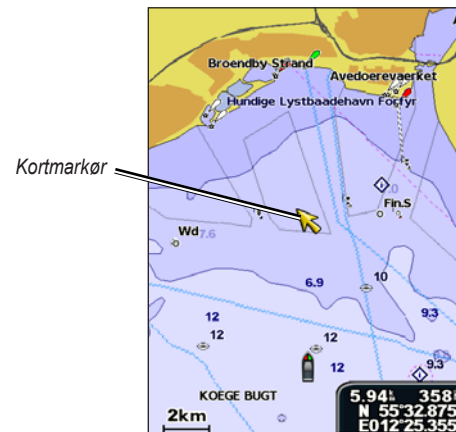 Broendby Strand
Avedoerevaerket
Hundige Lystbaadehavn Forfyr
Kortmarkør
Fin.S
Wd
7.6
10
6.9
9.3
12
12
12
12
9.3
KOEGE BUGT
2km
5.94 358
N 55°32.875
E012°25.355